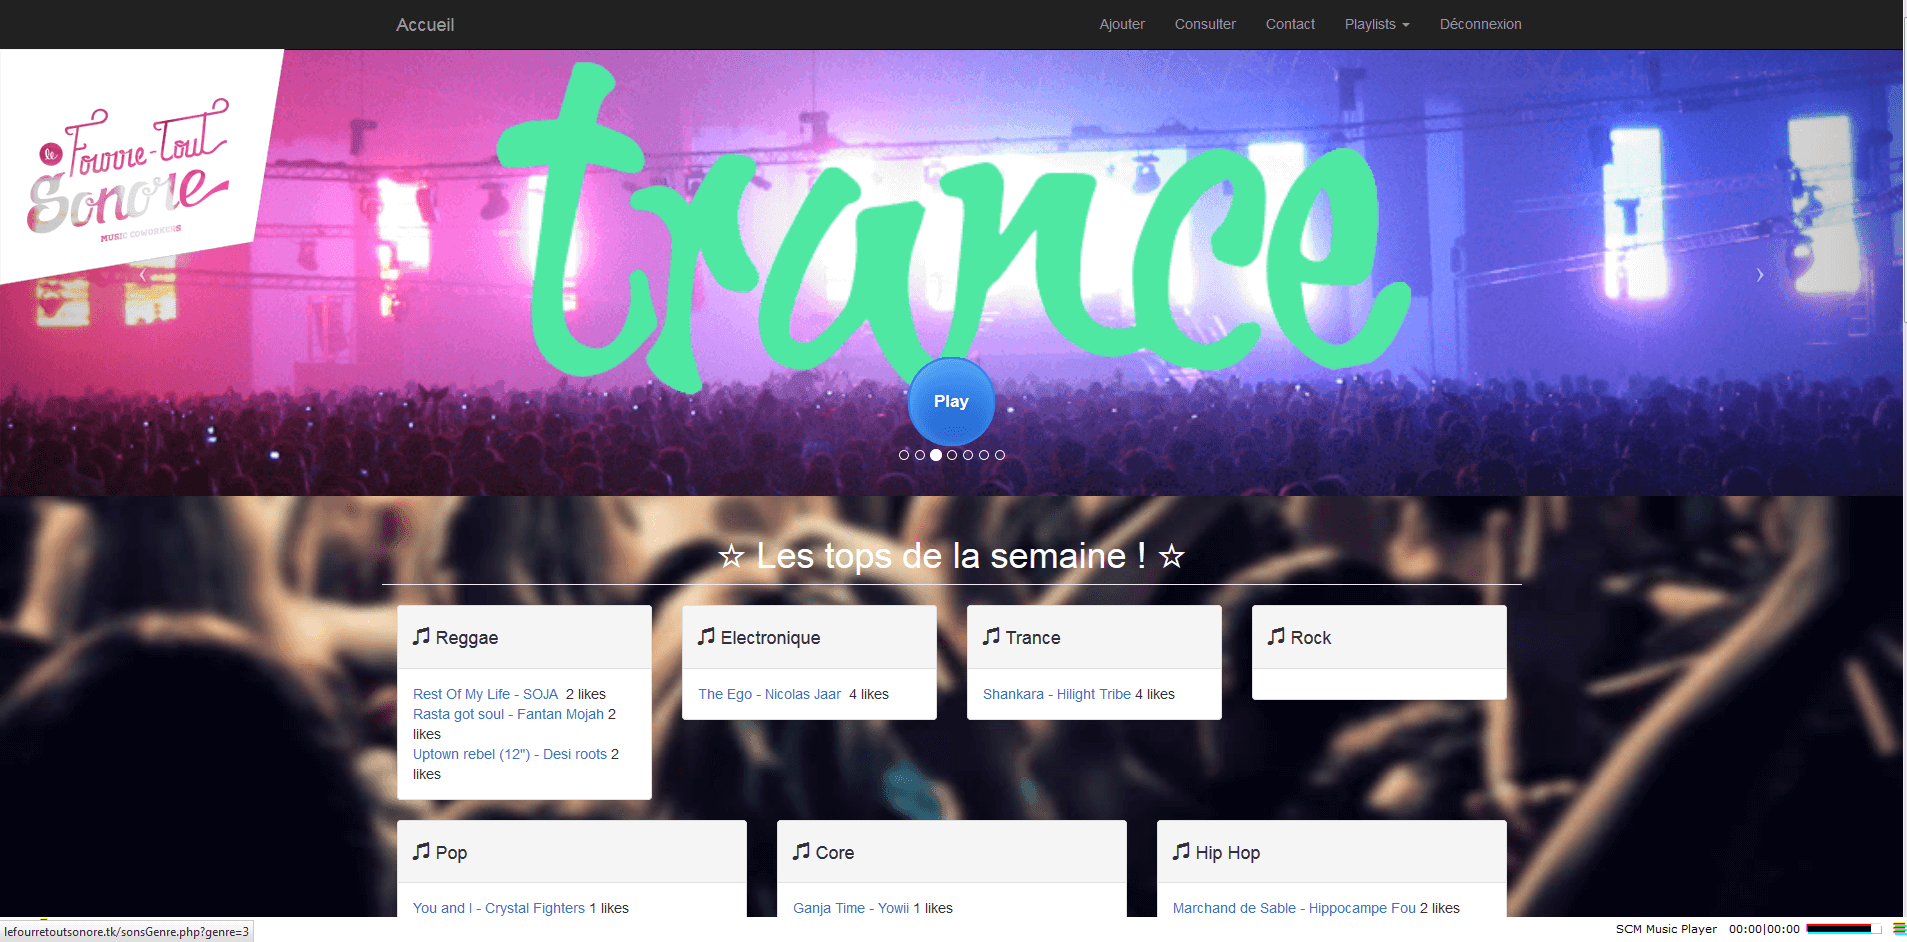 Accueil Ajouter Consulter Contact Playlists Déconnexion
le Fourre-Tout
Sonore
MUSIC COWORKERS
trance
Play
☆ Les tops de la semaine ! ☆
Reggae
Rest Of My Life - SOJA 2 likes
Rasta got soul - Fantan Mojah 2
likes
Uptown rebel (12") - Desi roots 2
likes
Electronique
The Ego - Nicolas Jaar 4 likes
Trance
Shankara - Hilight Tribe 4 likes
Rock
Pop
You and I - Crystal Fighters 1 likes
Core
Ganja Time - Yowii 1 likes
Hip Hop
Marchand de Sable - Hippocampe Fou 2 likes
lefourretoutsonore.tk/sonsGenre.php?genre=3
SCM Music Player 00:00|00:00